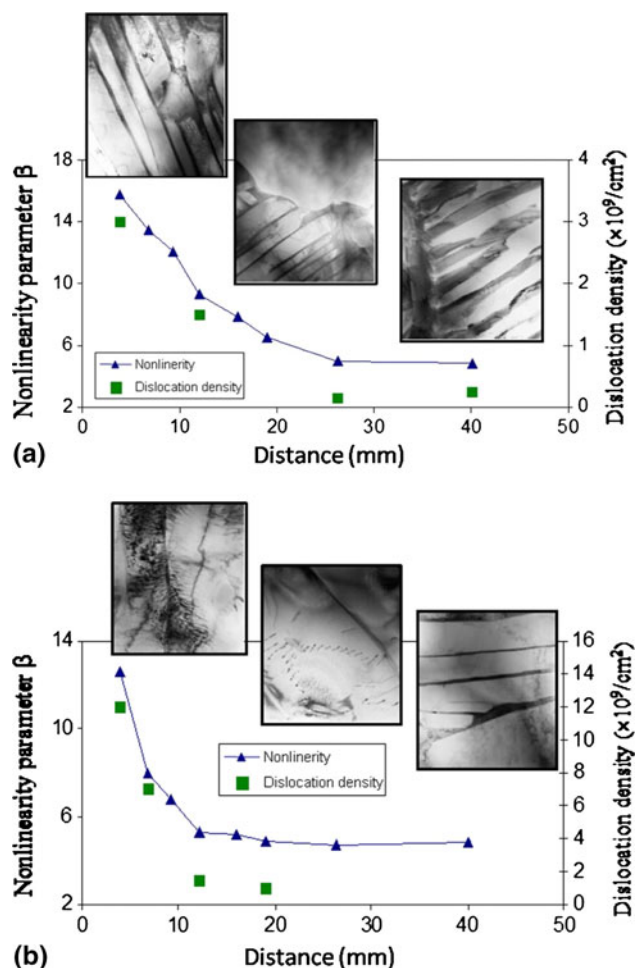 18
14
10
6
2
Nonlinearity parameter β
4
3
2
1
0
Dislocation density (×10⁹/cm²)
Nonlinerity
Dislocation density
0 10 20 30 40 50
(a) Distance (mm)
14
11
8
6
2
Nonlinearity parameter β
16
14
12
10
8
6
4
2
0
Dislocation density (×10⁹/cm²)
Nonlinerity
Dislocation density
0 10 20 30 40 50
(b) Distance (mm)